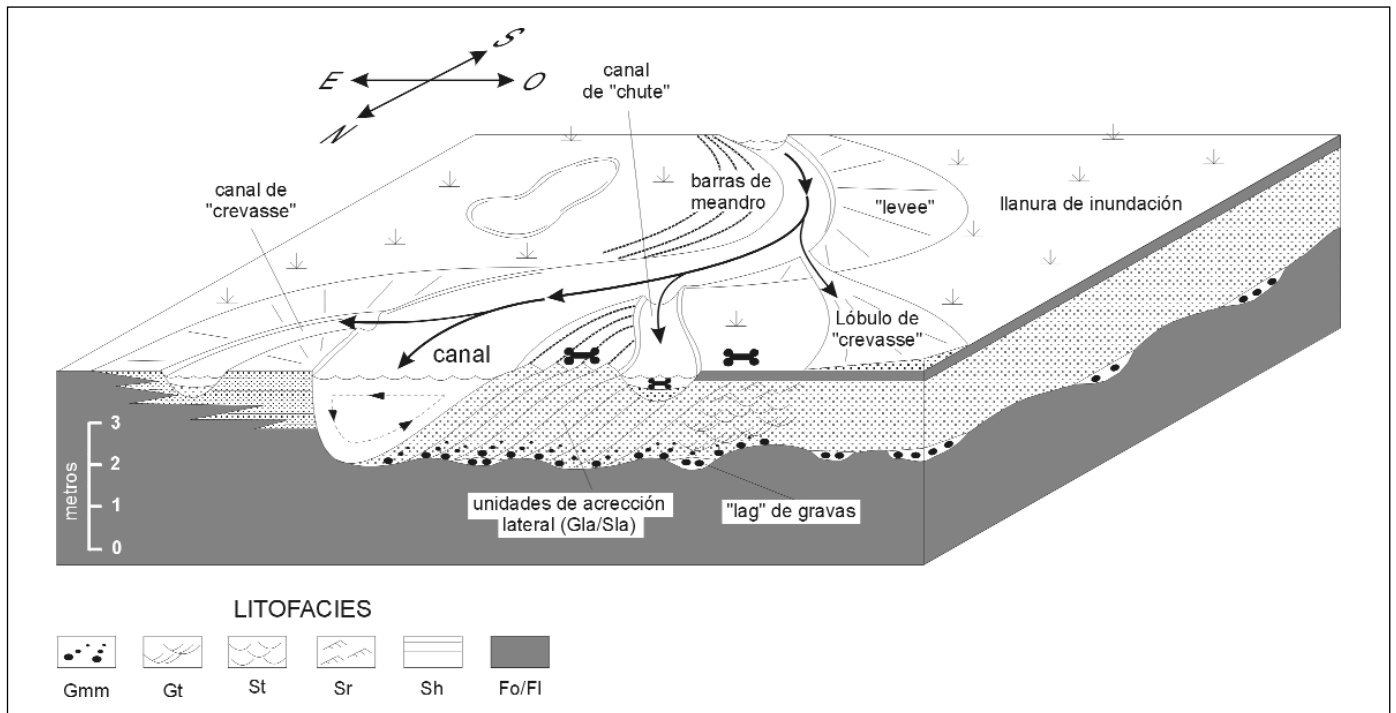 S
E
O
N
canal
de "chute"
canal de
"crevasse"
barras de
meandro
"levee"
llanura de inundación
Lóbulo de
"crevasse"
canal
3
2
1
0
metros
unidades de acrección
lateral (Gla/Sla)
"lag" de gravas
LITOFACIES
Gmm
Gt
St
Sr
Sh
Fo/Fl